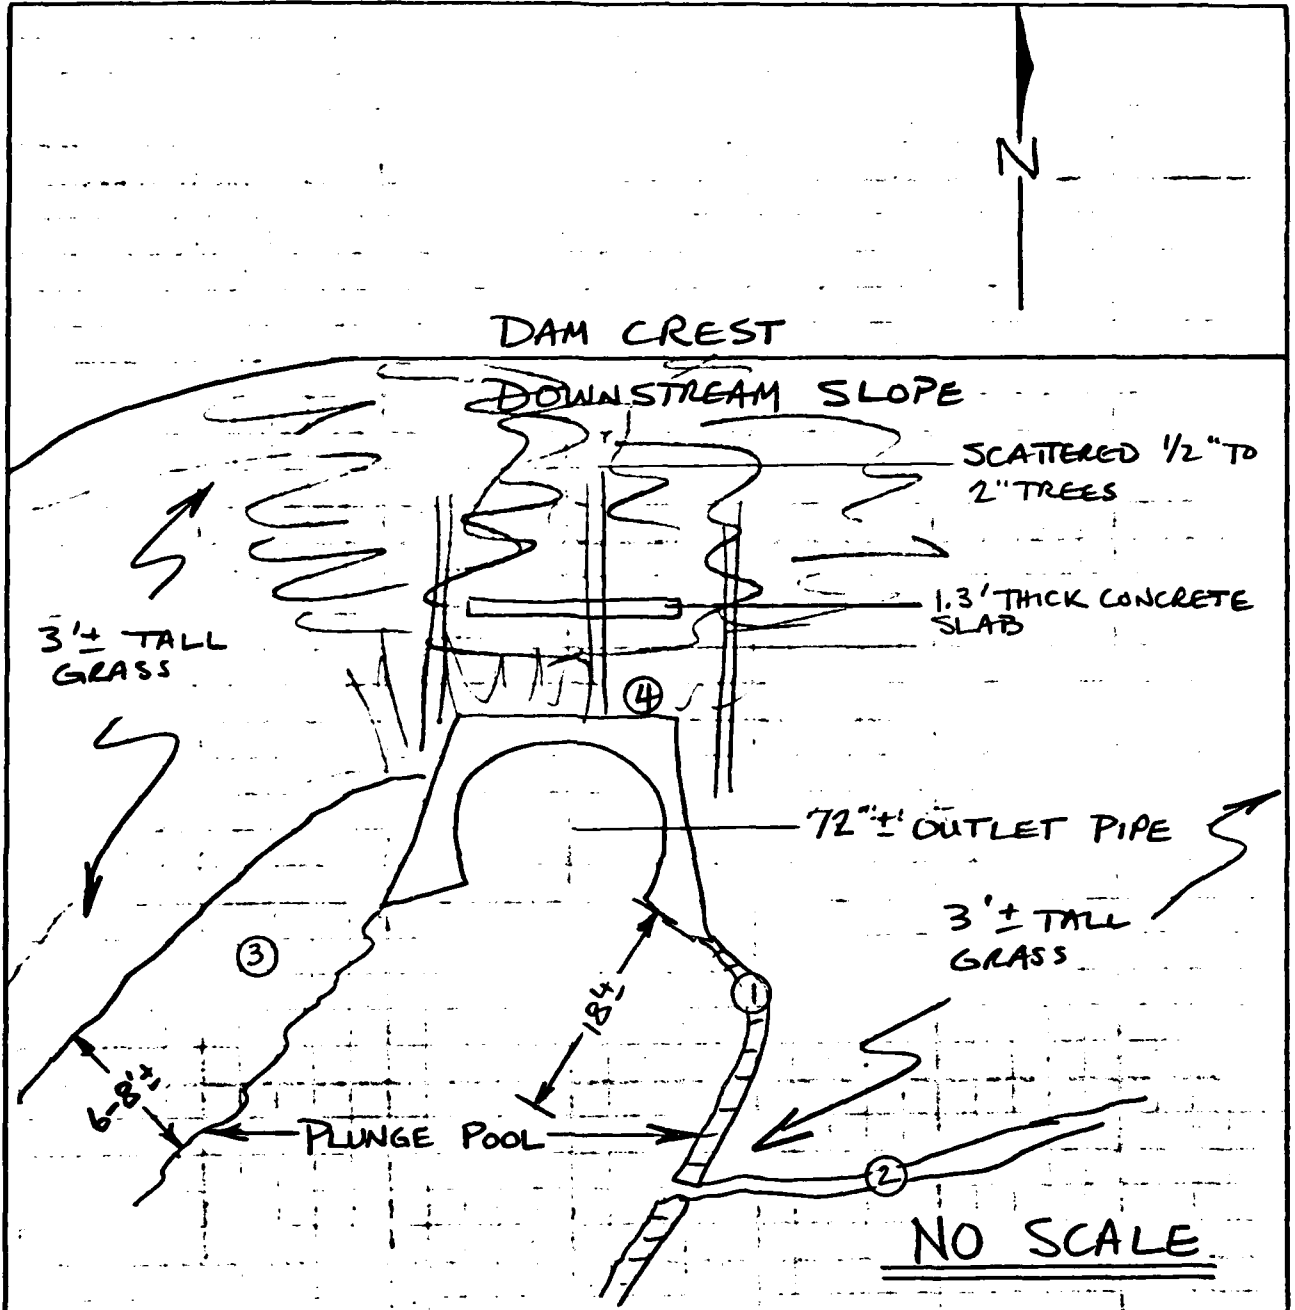 N
DAM CREST
DOWNSTREAM SLOPE
SCATTERED 1/2" TO
2" TREES
1.3' THICK CONCRETE
SLAB
3'± TALL
GRASS
④
72"± OUTLET PIPE
3'± TALL
GRASS
③
①
18'±
6-8'±
PLUNGE POOL
②
NO SCALE